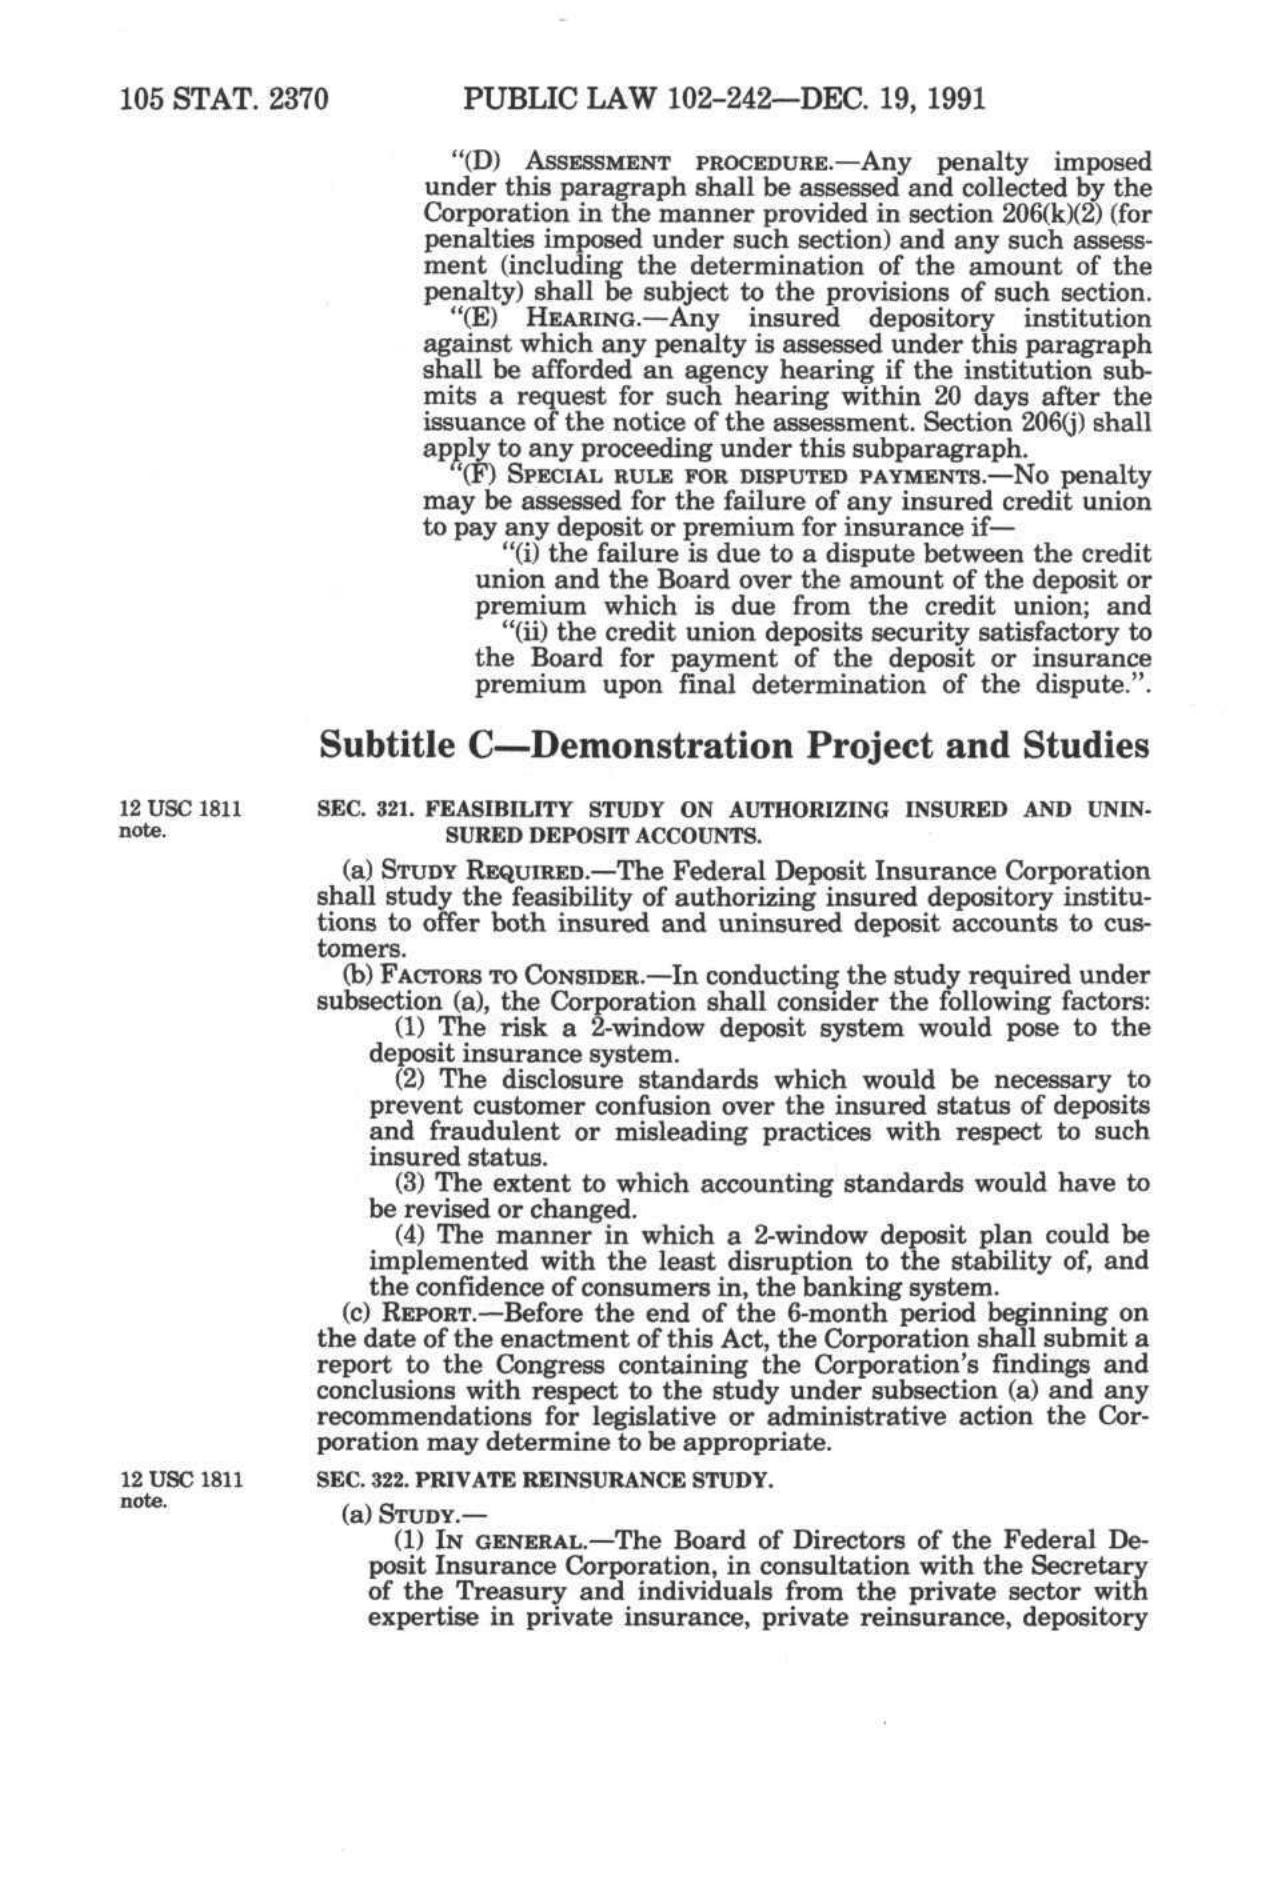 105 STAT. 2370 PUBLIC LAW 102-242—DEC. 19, 1991
"(D) ASSESSMENT PROCEDURE.—Any penalty imposed
under this paragraph shall be assessed and collected by the
Corporation in the manner provided in section 206(k)(2) (for
penalties imposed under such section) and any such assess-
ment (including the determination of the amount of the
penalty) shall be subject to the provisions of such section.
"(E) HEARING.—Any insured depository institution
against which any penalty is assessed under this paragraph
shall be afforded an agency hearing if the institution sub-
mits a request for such hearing within 20 days after the
issuance of the notice of the assessment. Section 206(j) shall
apply to any proceeding under this subparagraph.
"(F) SPECIAL RULE FOR DISPUTED PAYMENTS.—No penalty
may be assessed for the failure of any insured credit union
to pay any deposit or premium for insurance if—
"(i) the failure is due to a dispute between the credit
union and the Board over the amount of the deposit or
premium which is due from the credit union; and
"(ii) the credit union deposits security satisfactory to
the Board for payment of the deposit or insurance
premium upon final determination of the dispute.".
Subtitle C—Demonstration Project and Studies
12 USC 1811
note.
SEC. 321. FEASIBILITY STUDY ON AUTHORIZING INSURED AND UNIN-
SURED DEPOSIT ACCOUNTS.
(a) STUDY REQUIRED.—The Federal Deposit Insurance Corporation
shall study the feasibility of authorizing insured depository institu-
tions to offer both insured and uninsured deposit accounts to cus-
tomers.
(b) FACTORS TO CONSIDER.—In conducting the study required under
subsection (a), the Corporation shall consider the following factors:
(1) The risk a 2-window deposit system would pose to the
deposit insurance system.
(2) The disclosure standards which would be necessary to
prevent customer confusion over the insured status of deposits
and fraudulent or misleading practices with respect to such
insured status.
(3) The extent to which accounting standards would have to
be revised or changed.
(4) The manner in which a 2-window deposit plan could be
implemented with the least disruption to the stability of, and
the confidence of consumers in, the banking system.
(c) REPORT.—Before the end of the 6-month period beginning on
the date of the enactment of this Act, the Corporation shall submit a
report to the Congress containing the Corporation's findings and
conclusions with respect to the study under subsection (a) and any
recommendations for legislative or administrative action the Cor-
poration may determine to be appropriate.
12 USC 1811
note.
SEC. 322. PRIVATE REINSURANCE STUDY.
(a) STUDY.—
(1) IN GENERAL.—The Board of Directors of the Federal De-
posit Insurance Corporation, in consultation with the Secretary
of the Treasury and individuals from the private sector with
expertise in private insurance, private reinsurance, depository